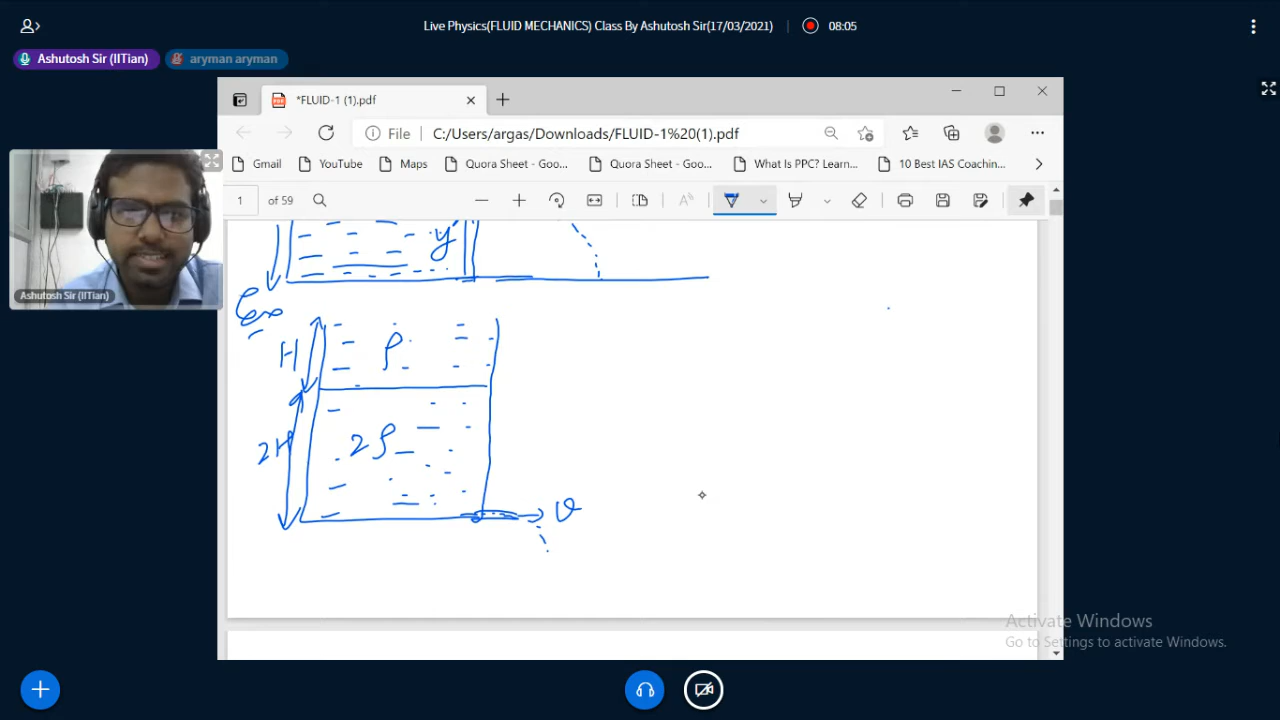 Live Physics(FLUID MECHANICS) Class By Ashutosh Sir(17/03/2021)
08:05
Ashutosh Sir (IITian)
aryman aryman
*FLUID-1 (1).pdf
File
C:/Users/argas/Downloads/FLUID-1%20(1).pdf
Gmail
YouTube
Maps
Quora Sheet - Goo...
Quora Sheet - Goo...
What Is PPC? Learn...
10 Best IAS Coachin...
1 of 59
Ashutosh Sir (IITian)
y
Ex
H
ρ
2H
2ρ
v
Activate Windows
Go to Settings to activate Windows.